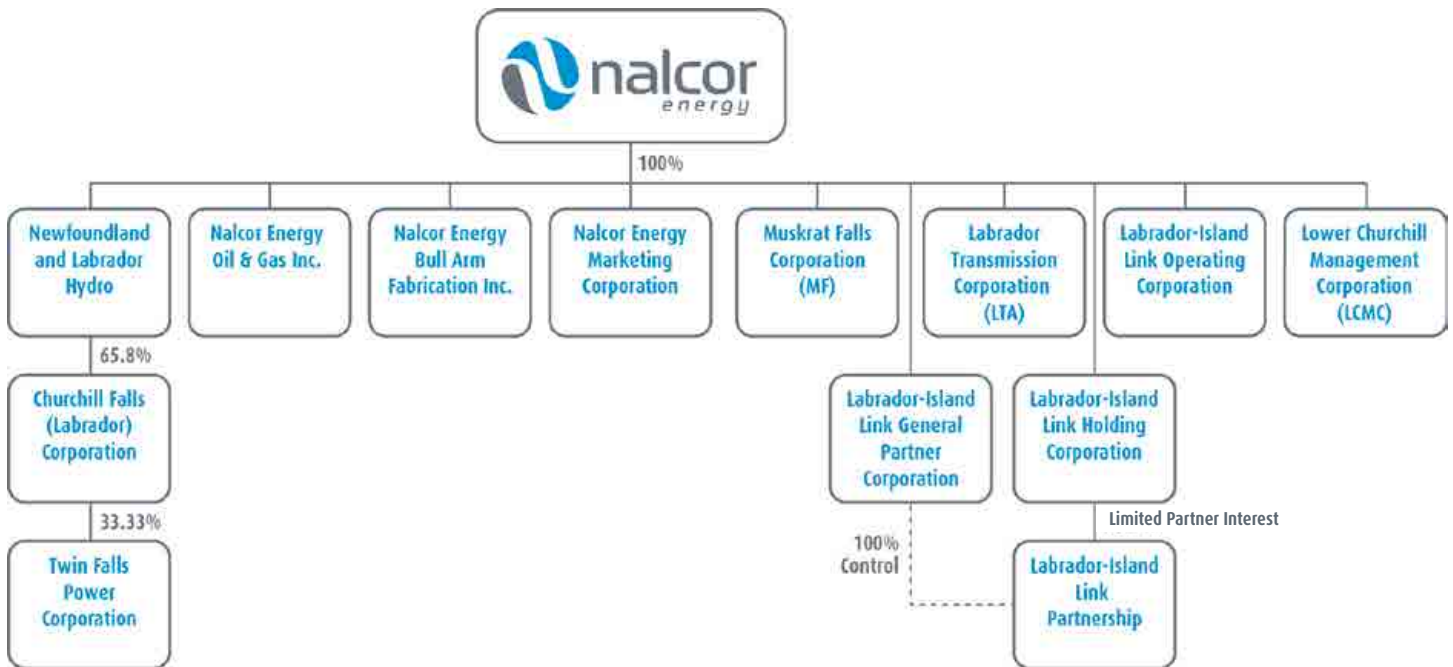 nalcor
energy
100%
Newfoundland
and Labrador
Hydro
Nalcor Energy
Oil & Gas Inc.
Nalcor Energy
Bull Arm
Fabrication Inc.
Nalcor Energy
Marketing
Corporation
Muskrat Falls
Corporation
(MF)
Labrador
Transmission
Corporation
(LTA)
Labrador-Island
Link Operating
Corporation
Lower Churchill
Management
Corporation
(LCMC)
65.8%
Churchill Falls
(Labrador)
Corporation
Labrador-Island
Link General
Partner
Corporation
Labrador-Island
Link Holding
Corporation
33.33%
Limited Partner Interest
100%
Control
Twin Falls
Power
Corporation
Labrador-Island
Link
Partnership